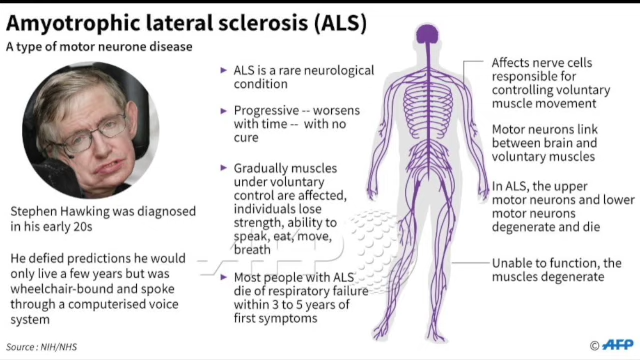 Amyotrophic lateral sclerosis (ALS)
A type of motor neurone disease
Stephen Hawking was diagnosed
in his early 20s
He defied predictions he would
only live a few years but was
wheelchair-bound and spoke
through a computerised voice
system
ALS is a rare neurological
condition
Progressive -- worsens
with time -- with no
cure
Gradually muscles
under voluntary
control are affected,
individuals lose
strength, ability to
speak, eat, move,
breath
Most people with ALS
die of respiratory failure
within 3 to 5 years of
first symptoms
Affects nerve cells
responsible for
controlling voluntary
muscle movement
Motor neurons link
between brain and
voluntary muscles
In ALS, the upper
motor neurons and lower
motor neurons
degenerate and die
Unable to function, the
muscles degenerate
AFP
Source : NIH/NHS
© AFP